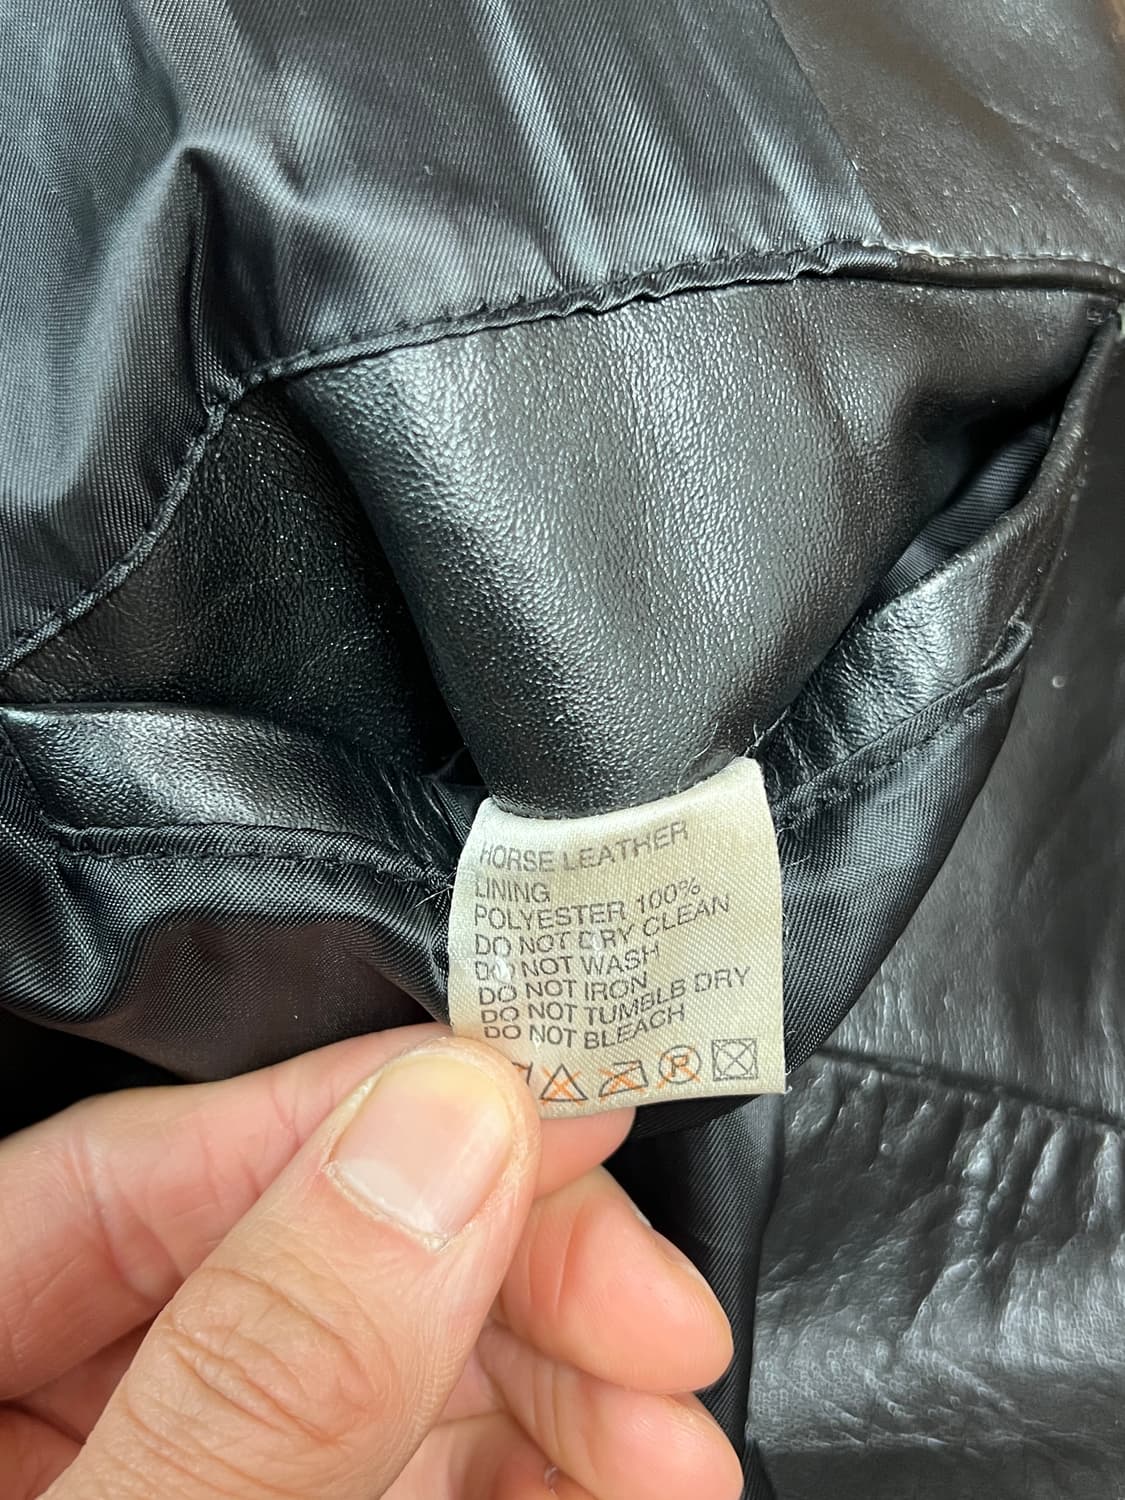 HORSE LEATHER
LINING
POLYESTER 100%
DO NOT DRY CLEAN
DO NOT WASH
DO NOT IRON
DO NOT TUMBLB DRY
DO NOT BLEACH
P